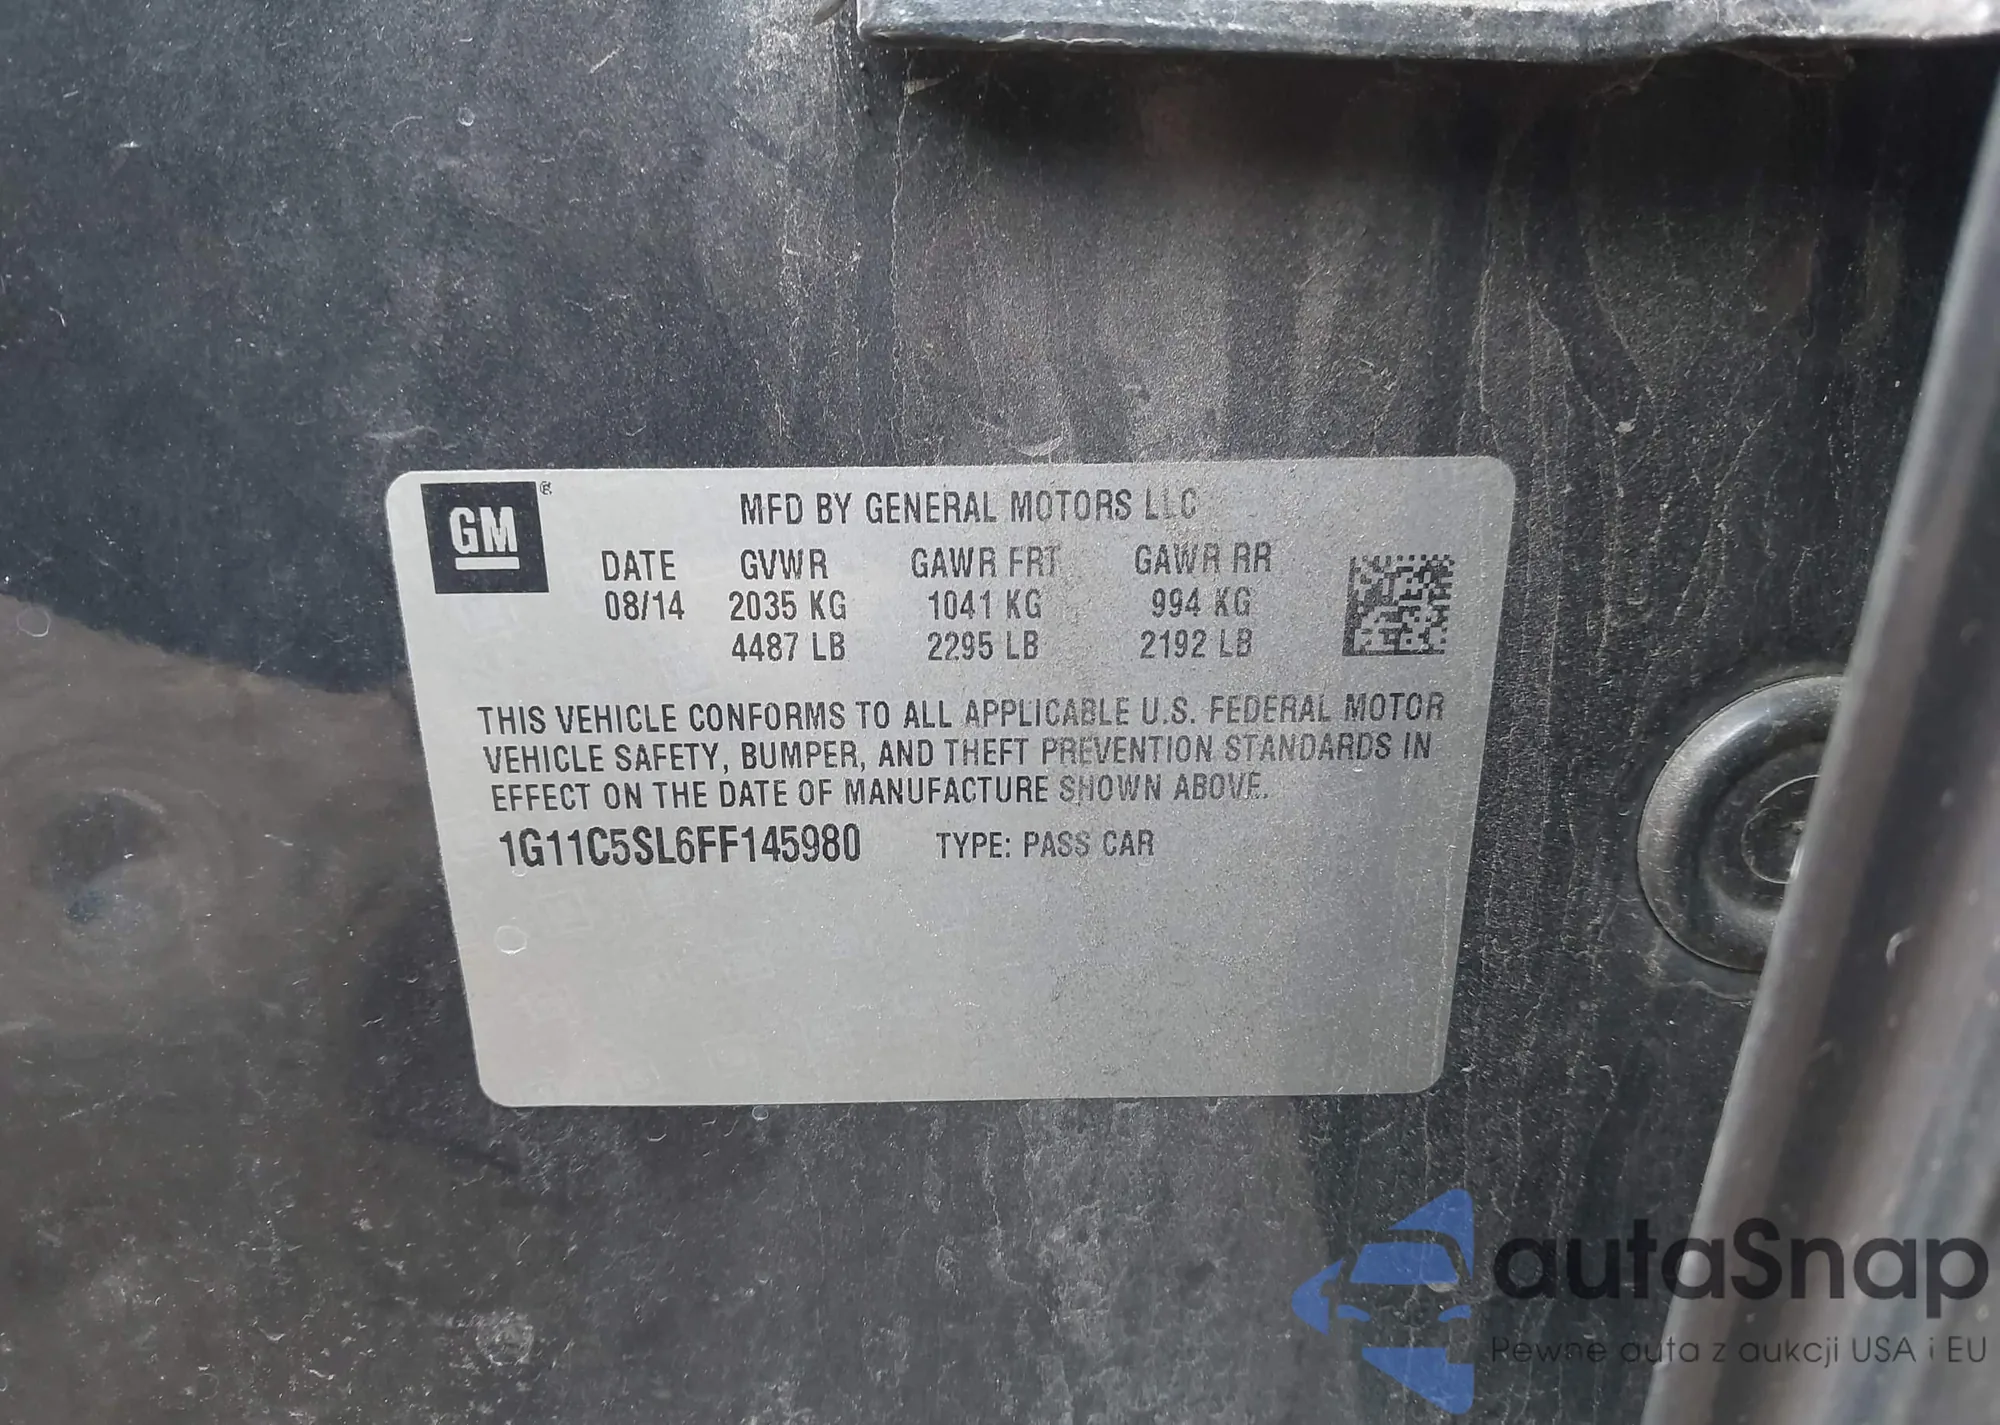 GM®
MFD BY GENERAL MOTORS LLC
DATE GVWR GAWR FRT GAWR RR
08/14 2035 KG 1041 KG 994 KG
4487 LB 2295 LB 2192 LB
THIS VEHICLE CONFORMS TO ALL APPLICABLE U.S. FEDERAL MOTOR
VEHICLE SAFETY, BUMPER, AND THEFT PREVENTION STANDARDS IN
EFFECT ON THE DATE OF MANUFACTURE SHOWN ABOVE.
1G11C5SL6FF145980 TYPE: PASS CAR
autaSnap
Pewne auta z aukcji USA i EU